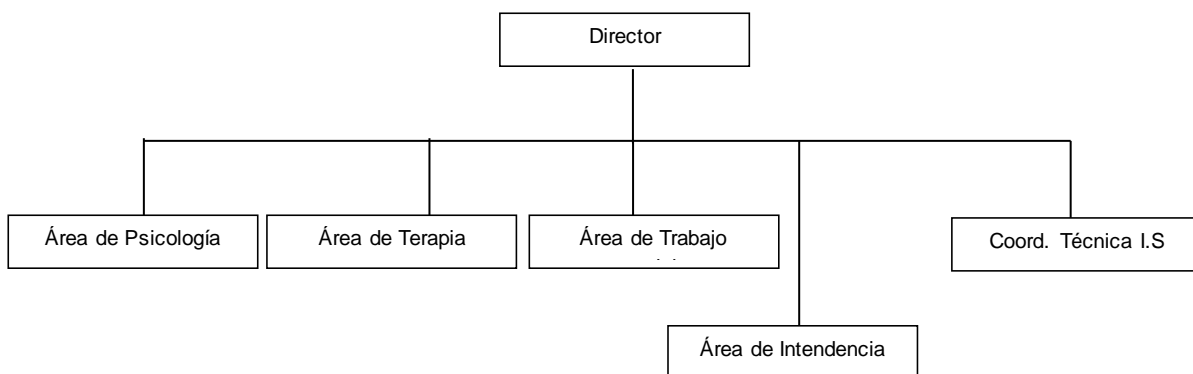 Director
Área de Psicología
Área de Terapia
Área de Trabajo
Coord. Técnica I.S
Área de Intendencia